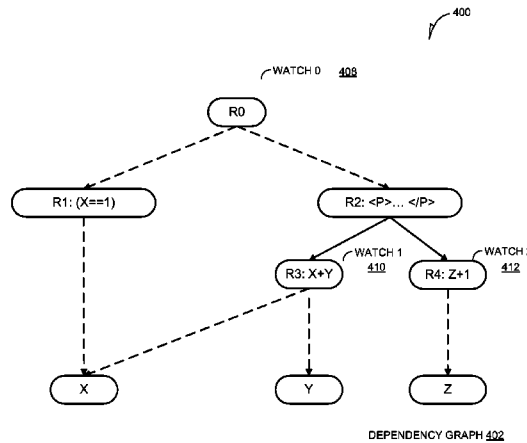 400
WATCH 0 408
R0
R1: (X==1)
R2: <P>... </P>
WATCH 1
410
WATCH
412
R3: X+Y
R4: Z+1
X
Y
Z
DEPENDENCY GRAPH 402